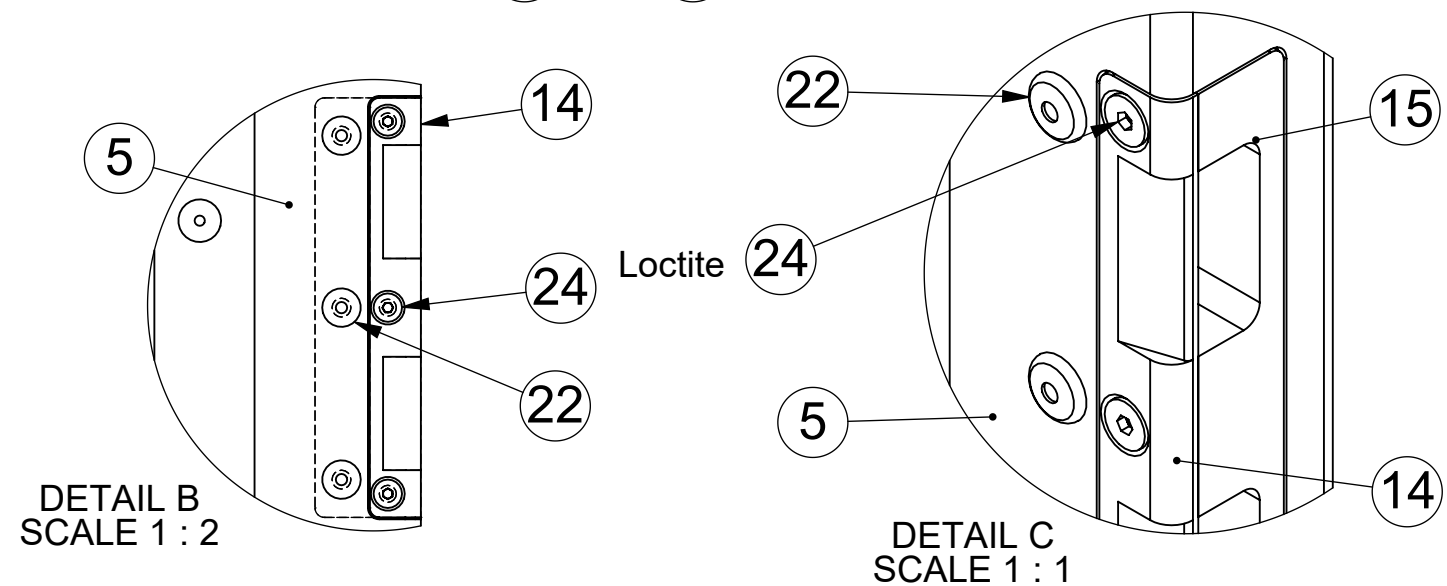 14
5
24
22
DETAIL B
SCALE 1 : 2
22
15
Loctite 24
5
14
DETAIL C
SCALE 1 : 1